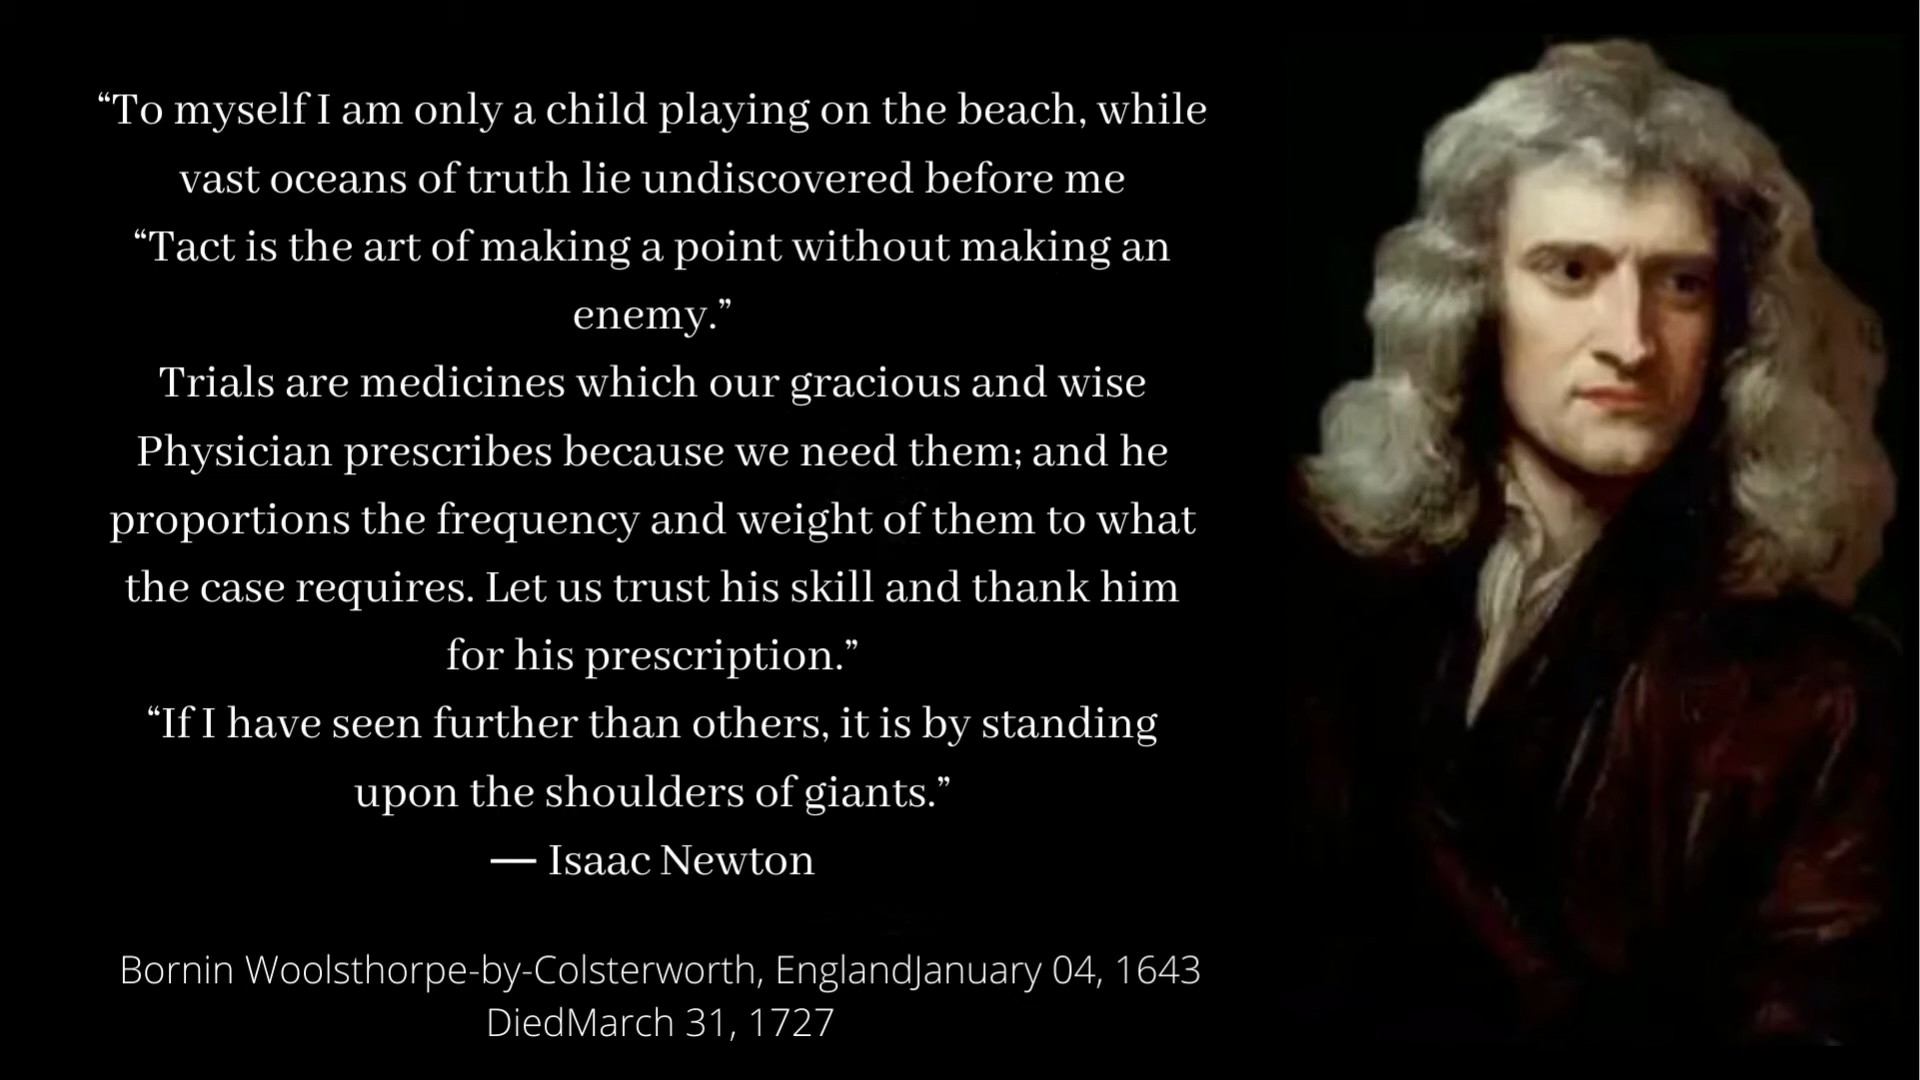 “To myself I am only a child playing on the beach, while
vast oceans of truth lie undiscovered before me
“Tact is the art of making a point without making an
enemy.”
Trials are medicines which our gracious and wise
Physician prescribes because we need them; and he
proportions the frequency and weight of them to what
the case requires. Let us trust his skill and thank him
for his prescription.”
“If I have seen further than others, it is by standing
upon the shoulders of giants.”
― Isaac Newton
Bornin Woolsthorpe-by-Colsterworth, EnglandJanuary 04, 1643
DiedMarch 31, 1727